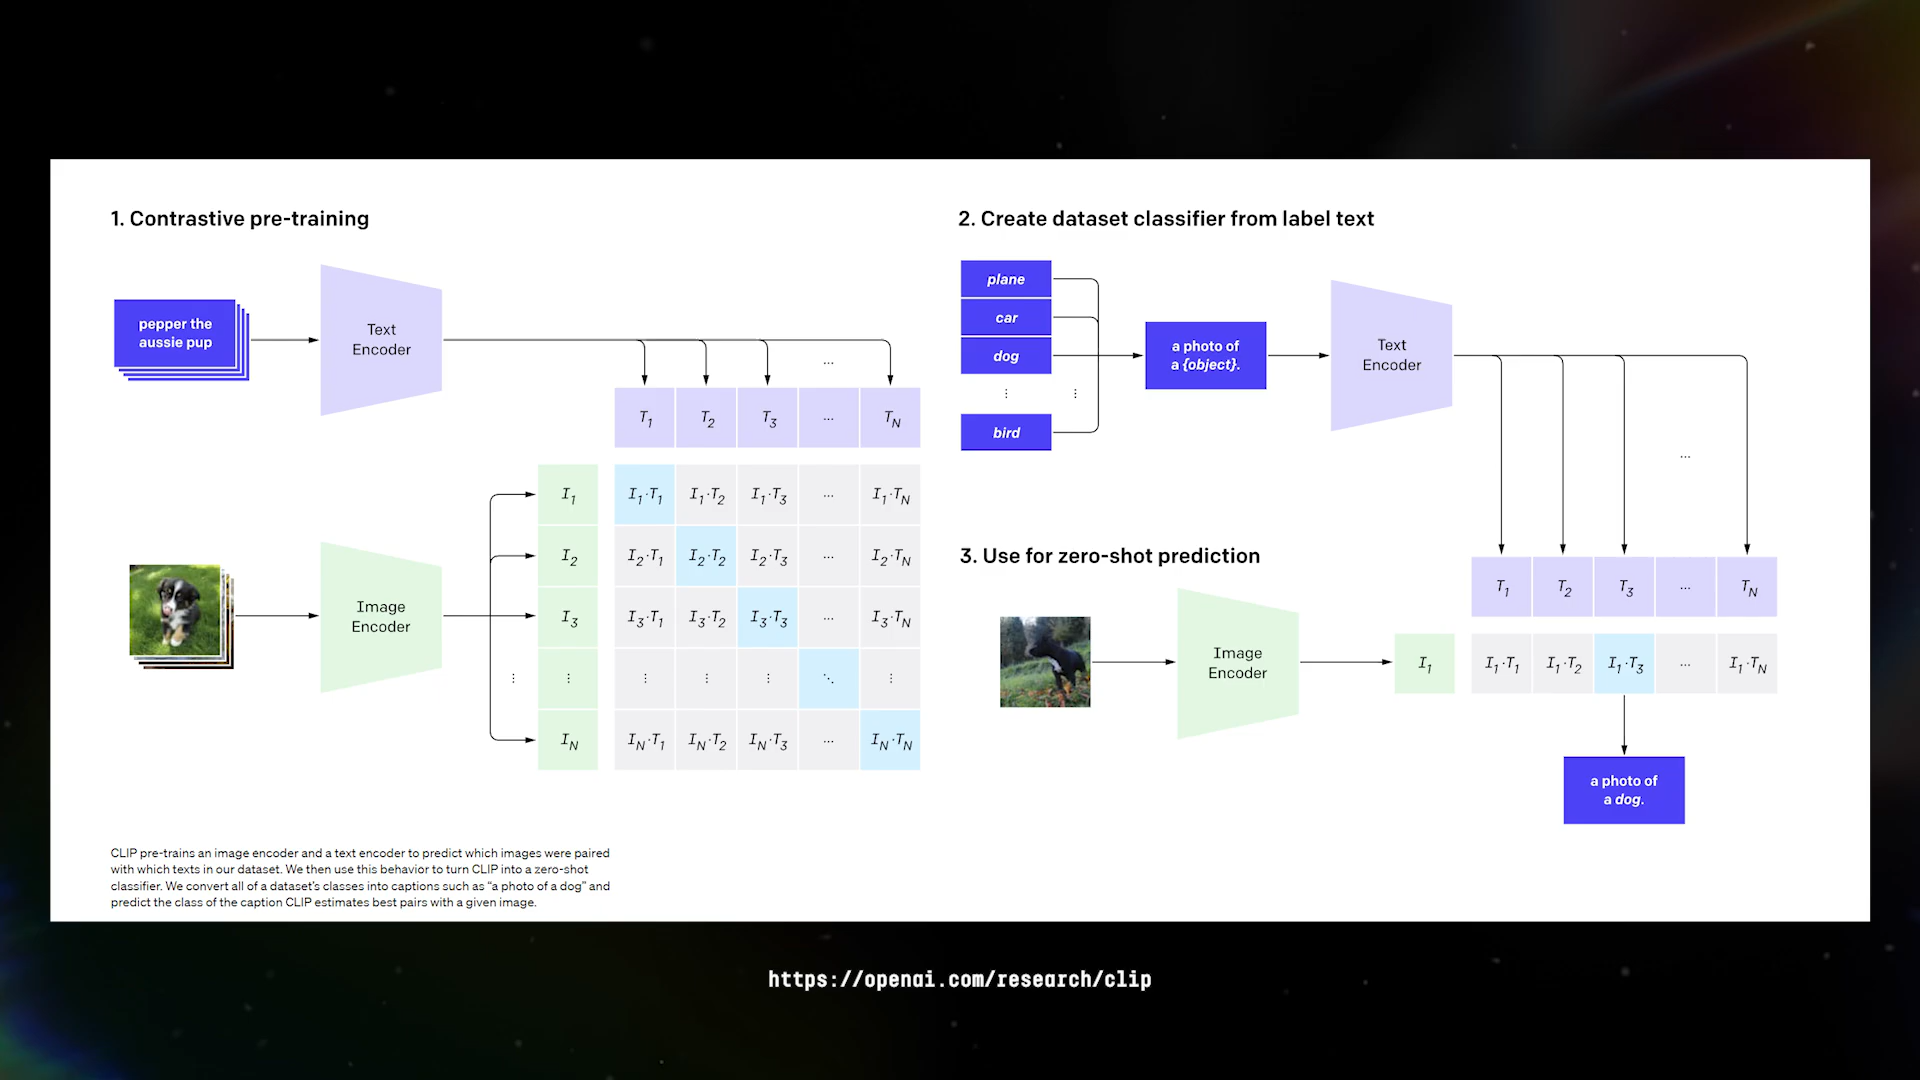 1. Contrastive pre-training
pepper the
aussie pup
Text
Encoder
...
T1 T2 T3 ... TN
I1 I1·T1 I1·T2 I1·T3 ... I1·TN
I2 I2·T1 I2·T2 I2·T3 ... I2·TN
Image
Encoder
I3 I3·T1 I3·T2 I3·T3 ... I3·TN
⋮ ⋮ ⋮ ⋮ ⋮ ⋱ ⋮
IN IN·T1 IN·T2 IN·T3 ... IN·TN
CLIP pre-trains an image encoder and a text encoder to predict which images were paired
with which texts in our dataset. We then use this behavior to turn CLIP into a zero-shot
classifier. We convert all of a dataset's classes into captions such as “a photo of a dog” and
predict the class of the caption CLIP estimates best pairs with a given image.
2. Create dataset classifier from label text
plane
car
dog
⋮ ⋮
bird
a photo of
a {object}.
Text
Encoder
...
3. Use for zero-shot prediction
T1 T2 T3 ... TN
Image
Encoder
I1 I1·T1 I1·T2 I1·T3 ... I1·TN
a photo of
a dog.
https://openai.com/research/clip